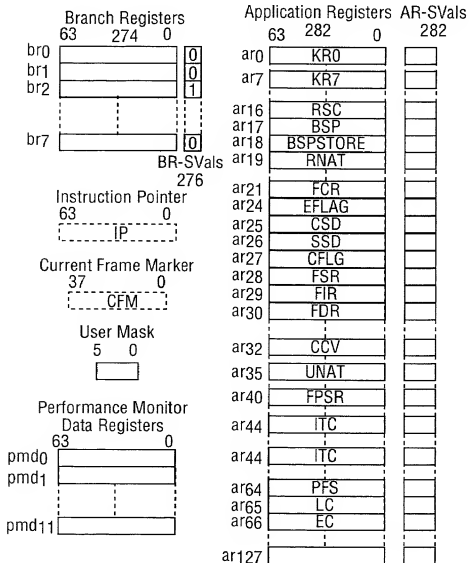 Branch Registers
63 274 0
br0 0
br1 0
br2 1
br7 0
BR-SVals
276
Instruction Pointer
63 0
IP
Current Frame Marker
37 0
CFM
User Mask
5 0
Performance Monitor
Data Registers
63 0
pmd0
pmd1
pmd11
Application Registers AR-SVals
63 282 0 282
ar0 KR0
ar7 KR7
ar16 RSC
ar17 BSP
ar18 BSPSTORE
ar19 RNAT
ar21 FCR
ar24 EFLAG
ar25 CSD
ar26 SSD
ar27 CFLG
ar28 FSR
ar29 FIR
ar30 FDR
ar32 CCV
ar35 UNAT
ar40 FPSR
ar44 ITC
ar44 ITC
ar64 PFS
ar65 LC
ar66 EC
ar127